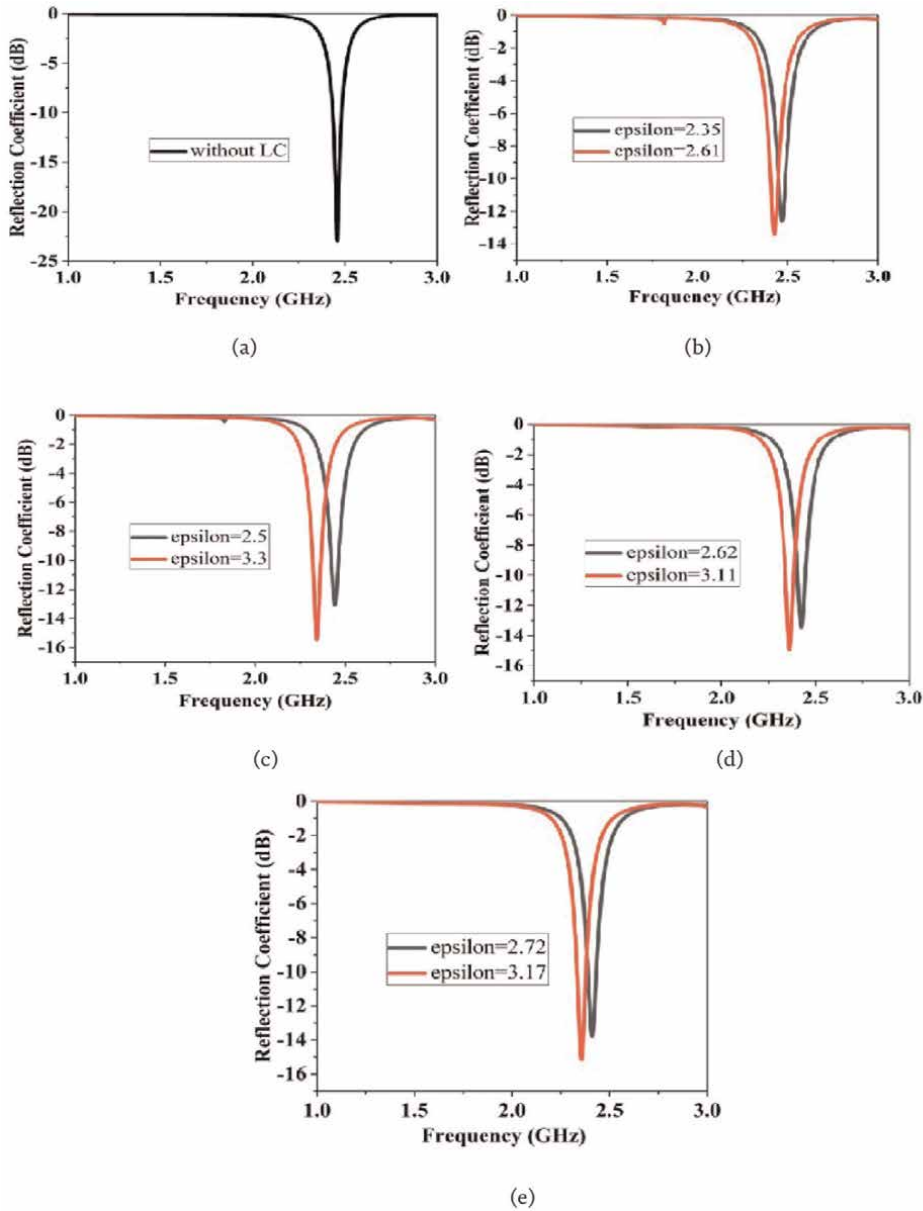 0
-5
-10
-15
-20
-25
Reflection Coefficient (dB)
without LC
1.0 1.5 2.0 2.5 3.0
Frequency (GHz)
(a)
0
-2
-4
-6
-8
-10
-12
-14
Reflection Coefficient (dB)
epsilon=2.35
epsilon=2.61
1.0 1.5 2.0 2.5 3.0
Frequency (GHz)
(b)
0
-2
-4
-6
-8
-10
-12
-14
-16
Reflection Coefficient (dB)
epsilon=2.5
epsilon=3.3
1.0 1.5 2.0 2.5 3.0
Frequency (GHz)
(c)
0
-2
-4
-6
-8
-10
-12
-14
-16
Reflection Coefficient (dB)
epsilon=2.62
epsilon=3.11
1.0 1.5 2.0 2.5 3.0
Frequency (GHz)
(d)
0
-2
-4
-6
-8
-10
-12
-14
-16
Reflection Coefficient (dB)
epsilon=2.72
epsilon=3.17
1.0 1.5 2.0 2.5 3.0
Frequency (GHz)
(e)